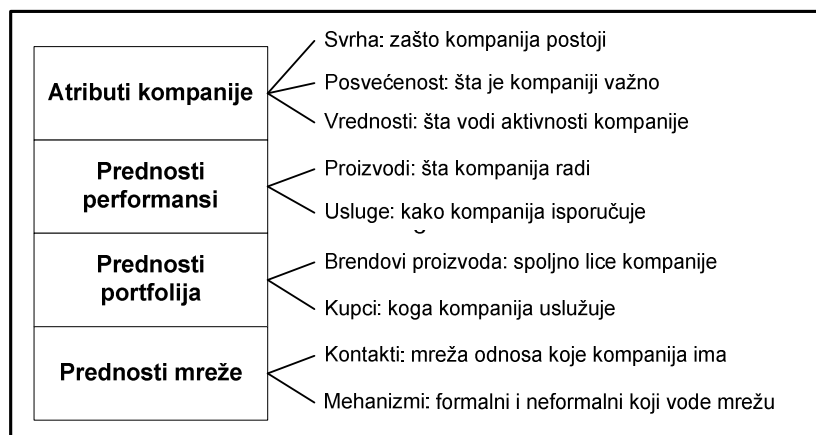 Atributi kompanije
Svrha: zašto kompanija postoji
Posvećenost: šta je kompaniji važno
Vrednosti: šta vodi aktivnosti kompanije
Prednosti
performansi
Proizvodi: šta kompanija radi
Usluge: kako kompanija isporučuje
Prednosti
portfolija
Brendovi proizvoda: spoljno lice kompanije
Kupci: koga kompanija uslužuje
Prednosti mreže
Kontakti: mreža odnosa koje kompanija ima
Mehanizmi: formalni i neformalni koji vode mrežu